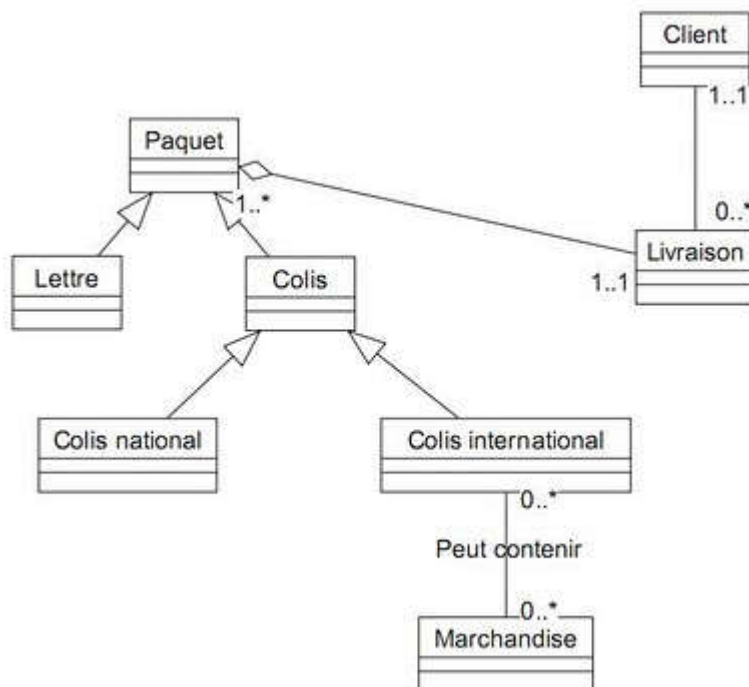 Client
1..1
Paquet
1..*
0..*
Lettre
Colis
Livraison
1..1
Colis national
Colis international
0..*
Peut contenir
0..*
Marchandise